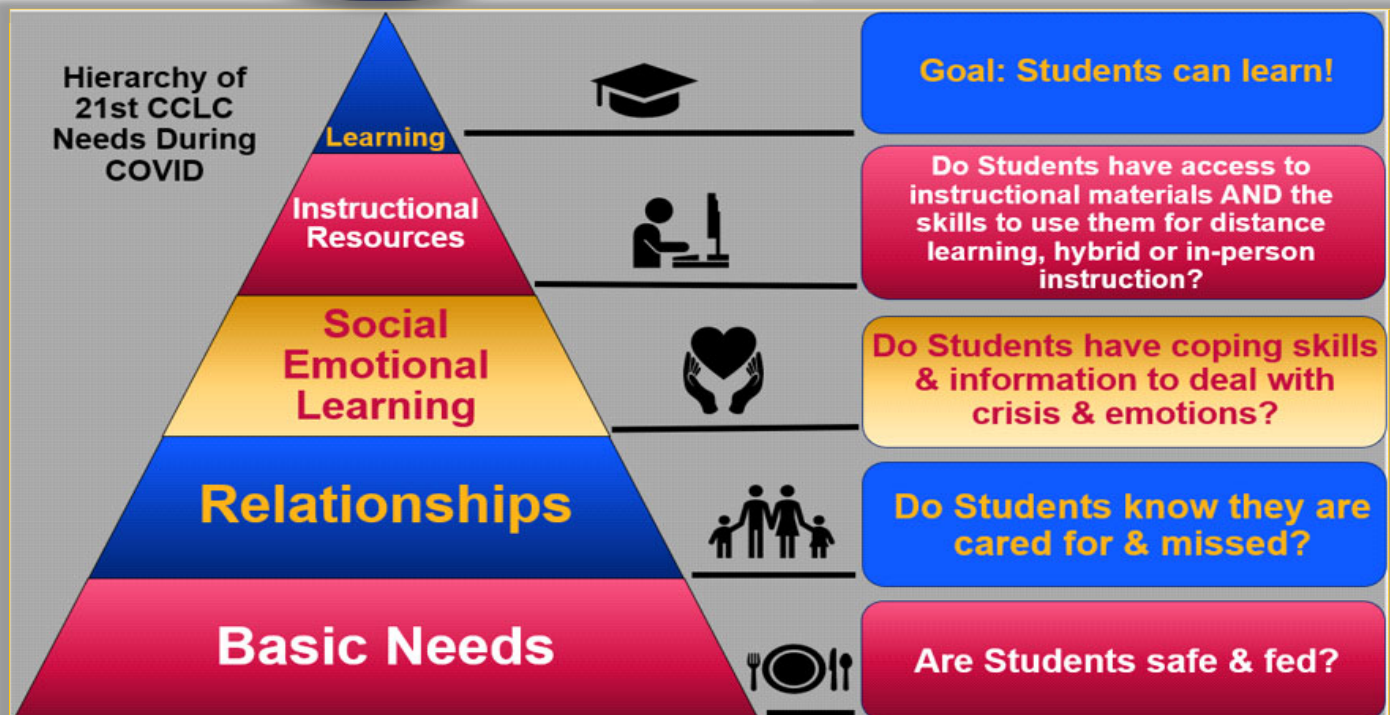 Hierarchy of
21st CCLC
Needs During
COVID
Learning
Goal: Students can learn!
Instructional
Resources
Do Students have access to
instructional materials AND the
skills to use them for distance
learning, hybrid or in-person
instruction?
Social
Emotional
Learning
Do Students have coping skills
& information to deal with
crisis & emotions?
Relationships
Do Students know they are
cared for & missed?
Basic Needs
Are Students safe & fed?